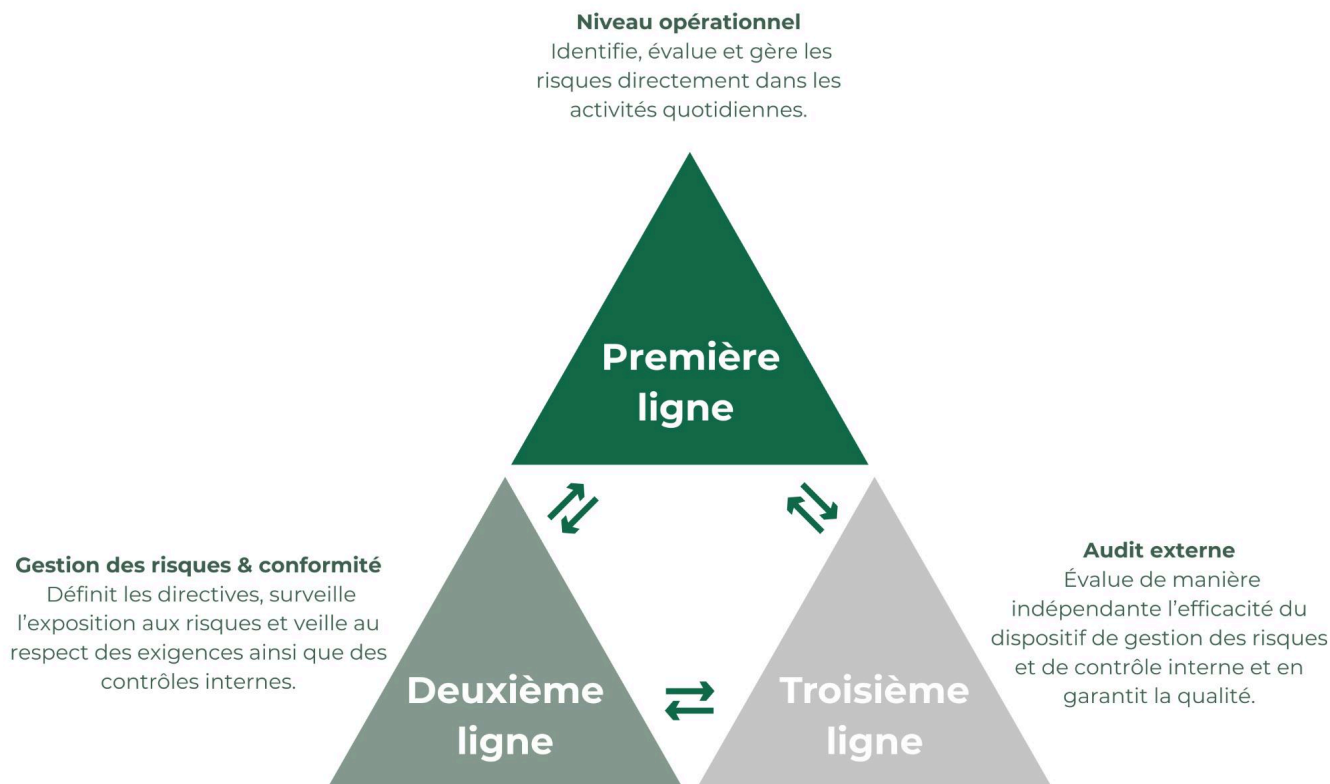 Niveau opérationnel
Identifie, évalue et gère les
risques directement dans les
activités quotidiennes.
Première
ligne
Gestion des risques & conformité
Définit les directives, surveille
l’exposition aux risques et veille au
respect des exigences ainsi que des
contrôles internes.
Deuxième
ligne
Troisième
ligne
Audit externe
Évalue de manière
indépendante l’efficacité du
dispositif de gestion des risques
et de contrôle interne et en
garantit la qualité.